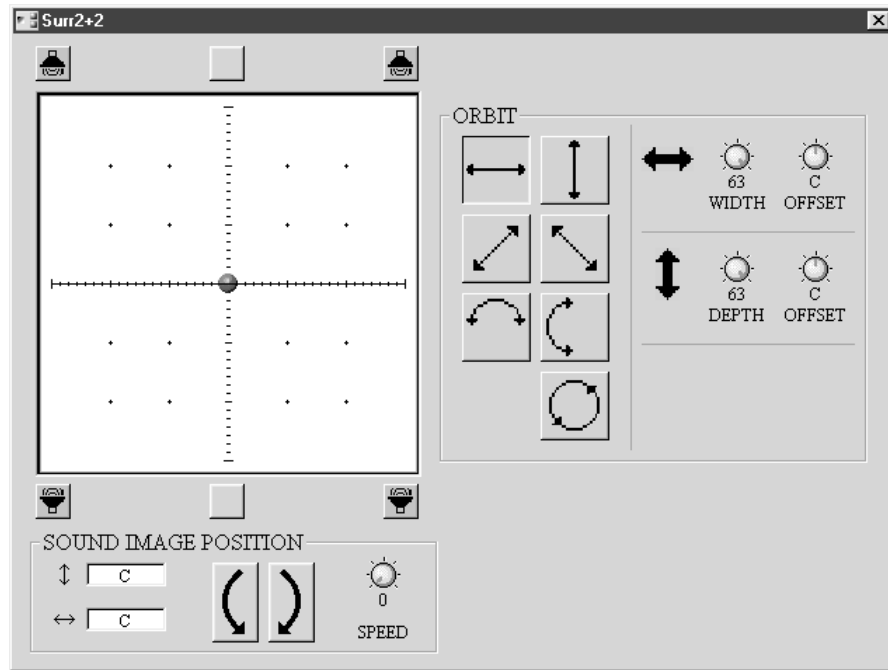 Surr2+2
ORBIT
63 C
WIDTH OFFSET
63 C
DEPTH OFFSET
SOUND IMAGE POSITION
C
C
0
SPEED